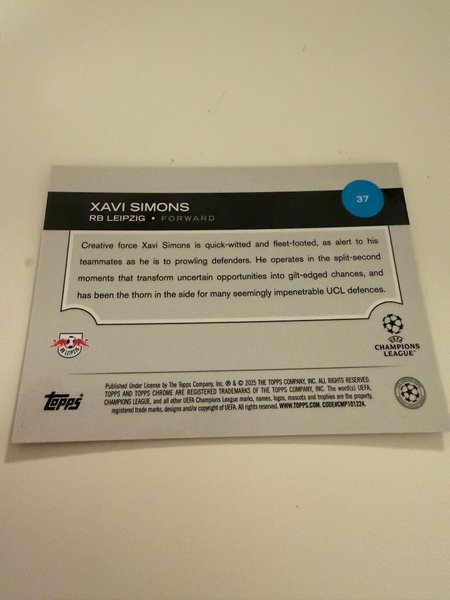 37
XAVI SIMONS
RB LEIPZIG • FORWARD
Creative force Xavi Simons is quick-witted and fleet-footed, as alert to his
teammates as he is to prowling defenders. He operates in the split-second
moments that transform uncertain opportunities into gilt-edged chances, and
has been the thorn in the side for many seemingly impenetrable UCL defences.
RB LEIPZIG
UEFA
CHAMPIONS
LEAGUE
Topps
Published Under License by The Topps Company, Inc. ® & © 2025 THE TOPPS COMPANY, INC. ALL RIGHTS RESERVED.
TOPPS AND TOPPS CHROME ARE REGISTERED TRADEMARKS OF THE TOPPS COMPANY, INC. The word(s) UEFA,
CHAMPIONS LEAGUE, and all other UEFA Champions League marks, names, logos, mascots and trophies are the property,
registered trade marks, designs and/or copyright of UEFA. All rights reserved. WWW.TOPPS.COM. CODE#CMP101224.